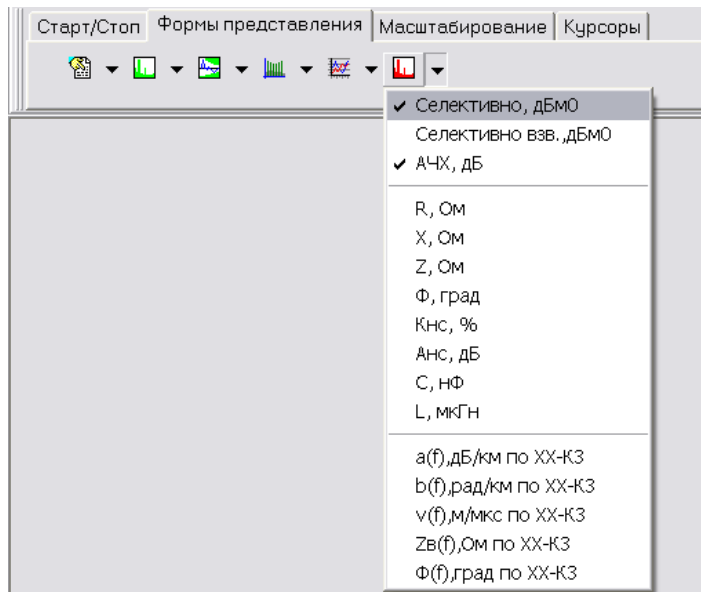 Старт/Стоп Формы представления Масштабирование Курсоры
Селективно, дБм0
Селективно взв.,дБм0
АЧХ, дБ
R, Ом
X, Ом
Z, Ом
Ф, град
Кнс, %
Анс, дБ
C, нФ
L, мкГн
a(f),дБ/км по ХХ-КЗ
b(f),рад/км по ХХ-КЗ
v(f),м/мкс по ХХ-КЗ
Zв(f),Ом по ХХ-КЗ
Ф(f),град по ХХ-КЗ